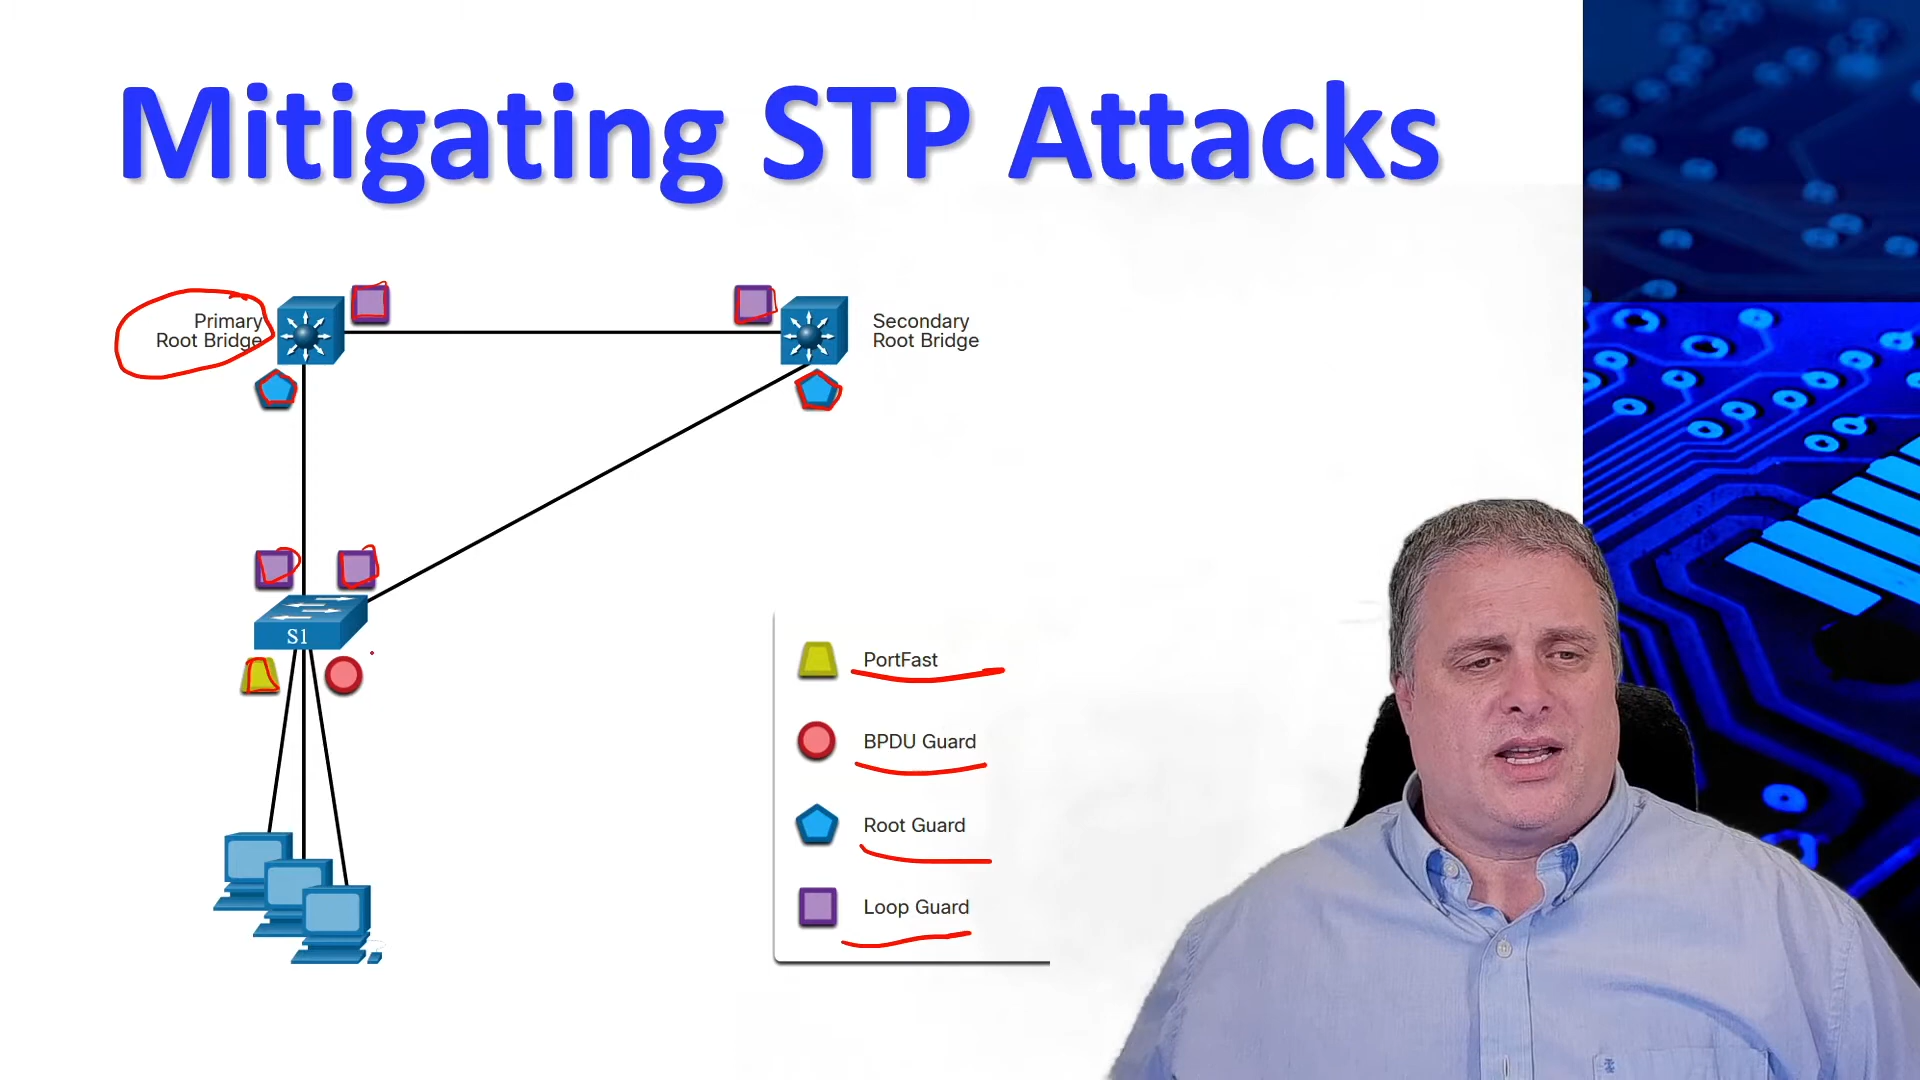 Mitigating STP Attacks
Primary
Root Bridge
Secondary
Root Bridge
S1
PortFast
BPDU Guard
Root Guard
Loop Guard